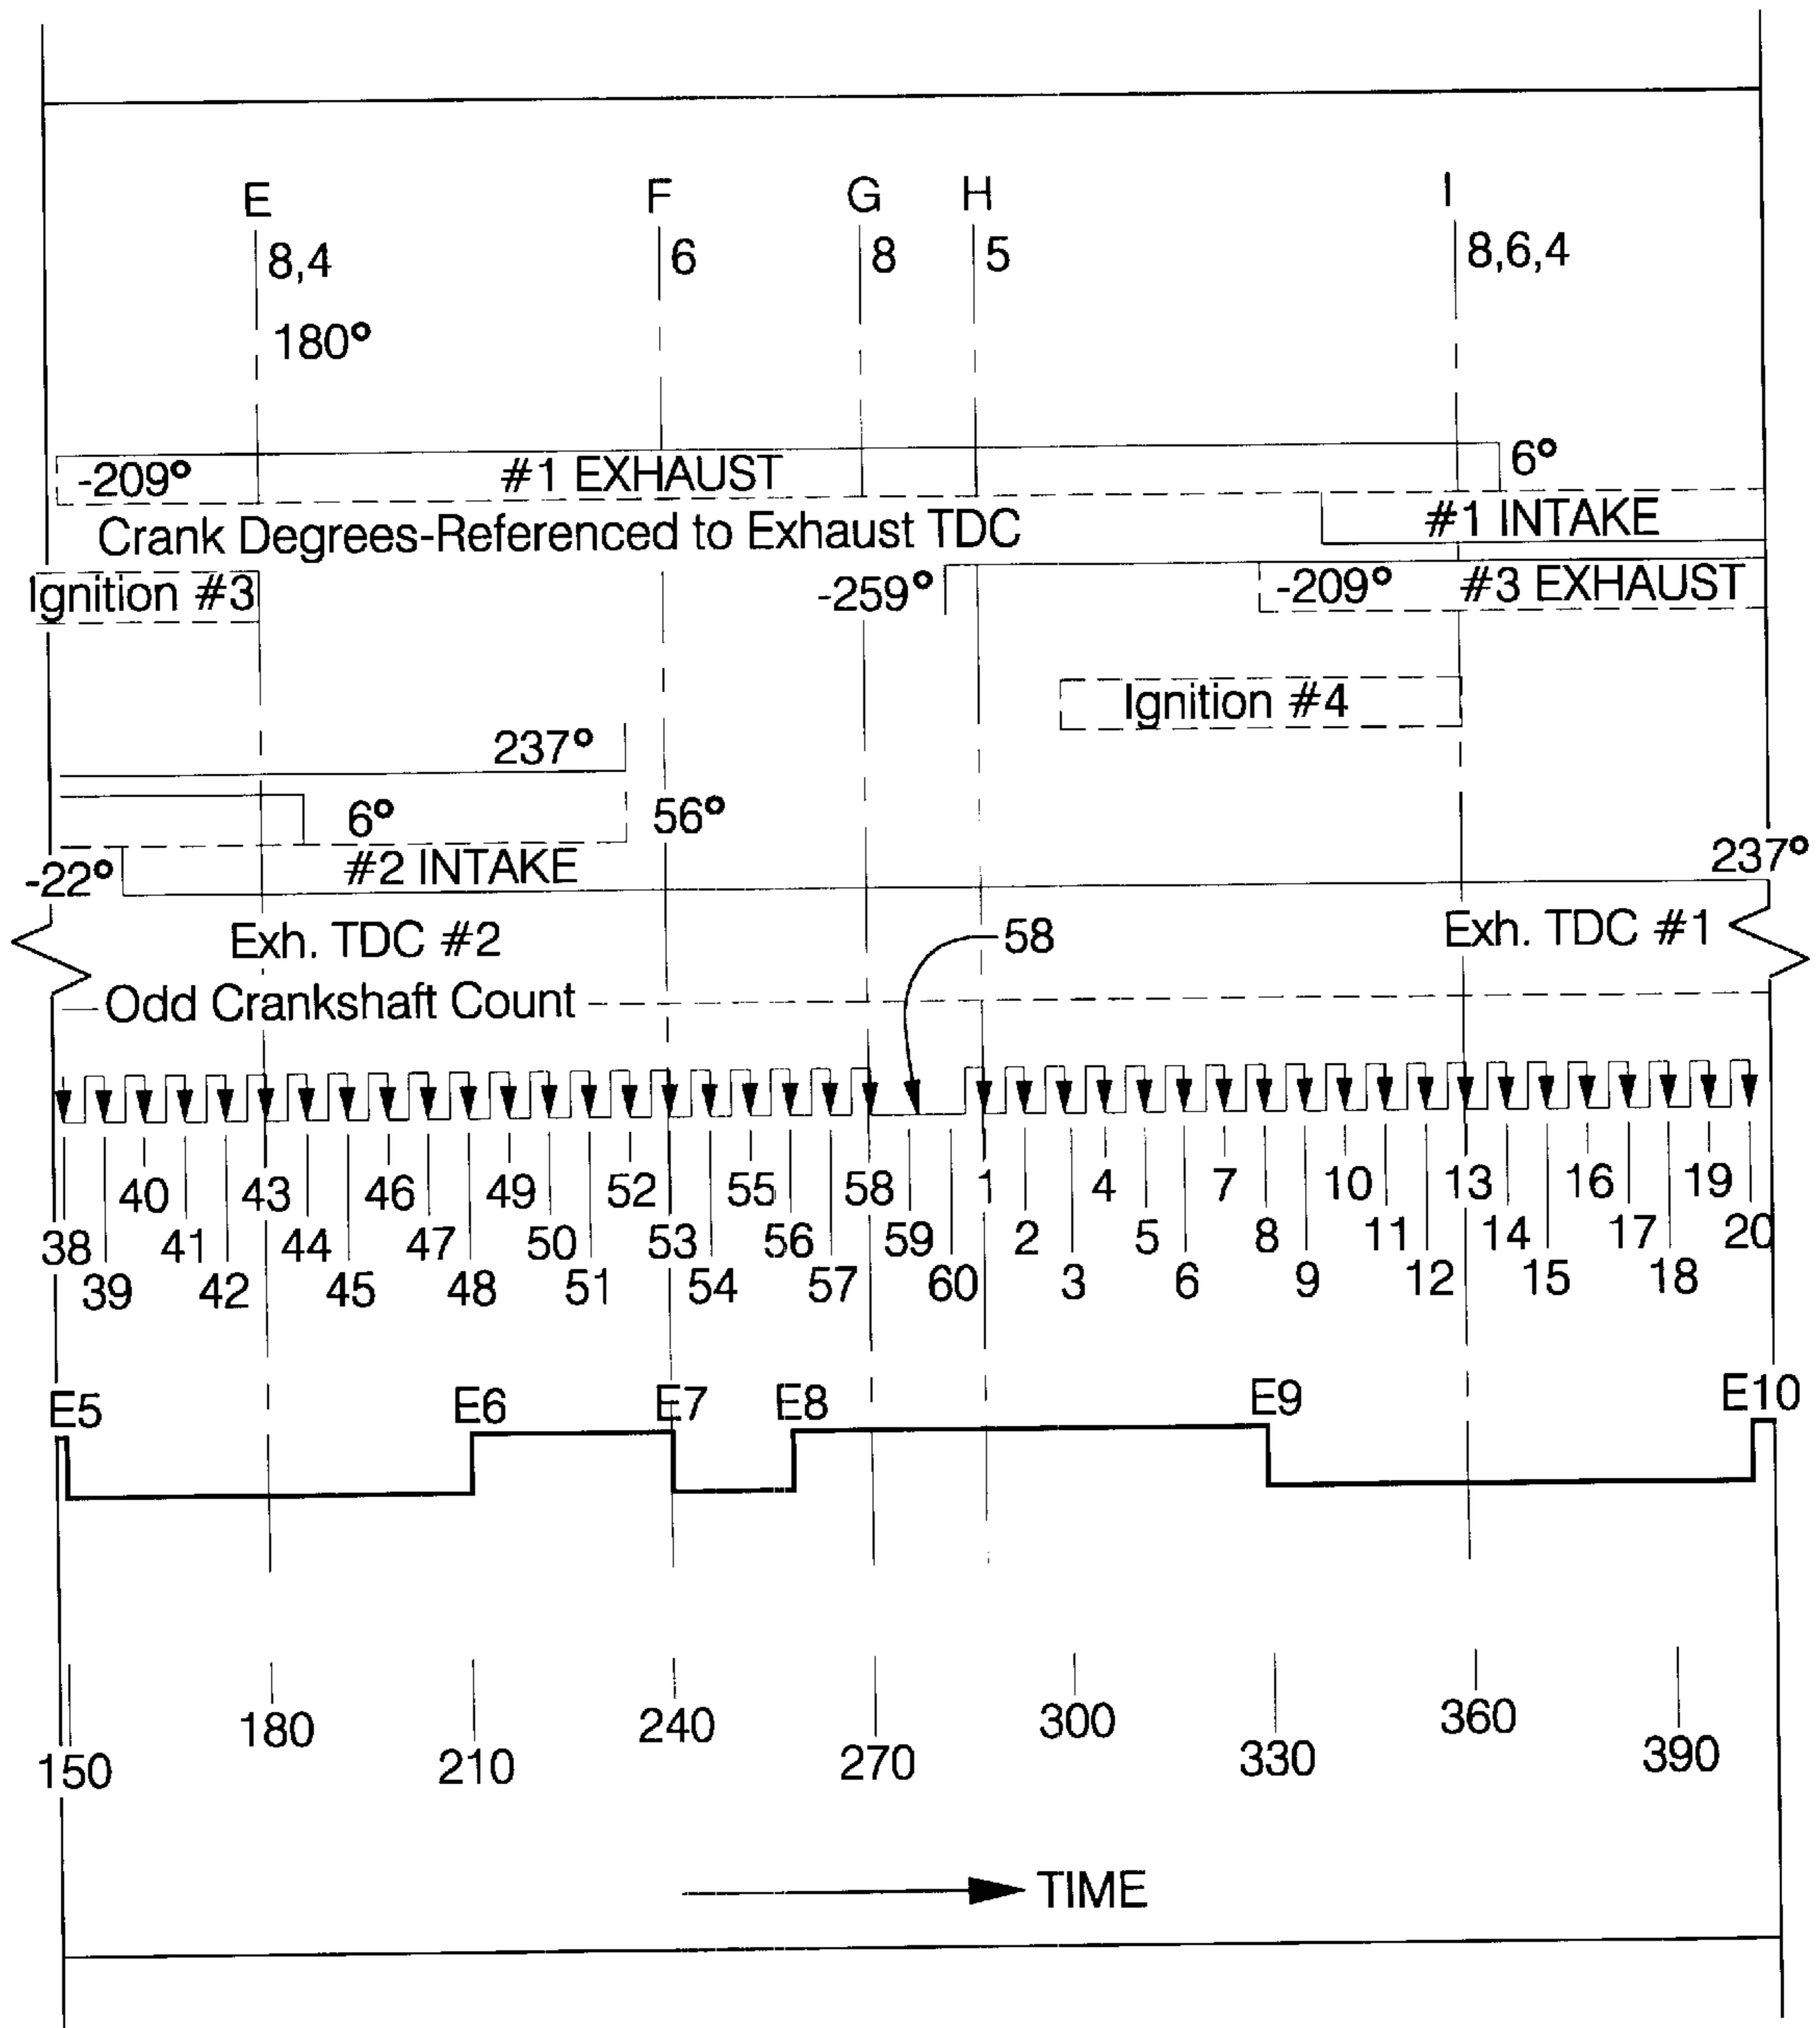 E F G H I
8,4 6 8 5 8,6,4
180°
-209° #1 EXHAUST 6°
Crank Degrees-Referenced to Exhaust TDC #1 INTAKE
Ignition #3 -259° -209° #3 EXHAUST
Ignition #4
237°
6° 56°
-22° #2 INTAKE 237°
Exh. TDC #2 58 Exh. TDC #1
Odd Crankshaft Count
40 43 46 49 52 55 58 1 4 7 10 13 16 19
38 41 44 47 50 53 56 59 2 5 8 11 14 17 20
39 42 45 48 51 54 57 60 3 6 9 12 15 18
E5 E6 E7 E8 E9 E10
180 240 300 360
150 210 270 330 390
TIME